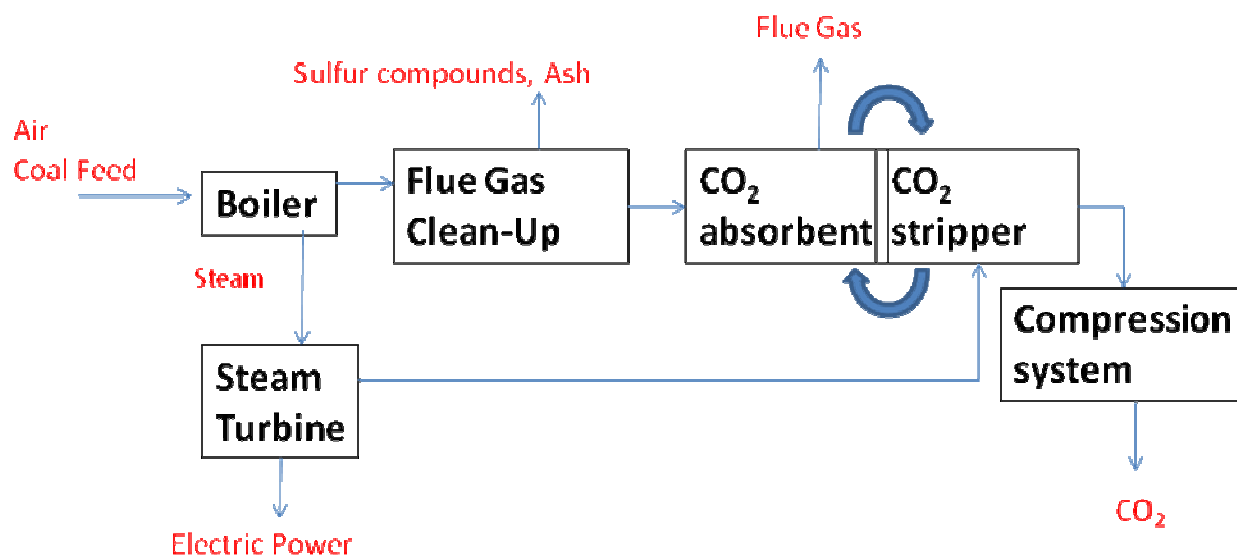 Flue Gas
Sulfur compounds, Ash
Air
Coal Feed
Boiler
Flue Gas
Clean-Up
CO₂
absorbent
CO₂
stripper
Steam
Compression
system
Steam
Turbine
CO₂
Electric Power